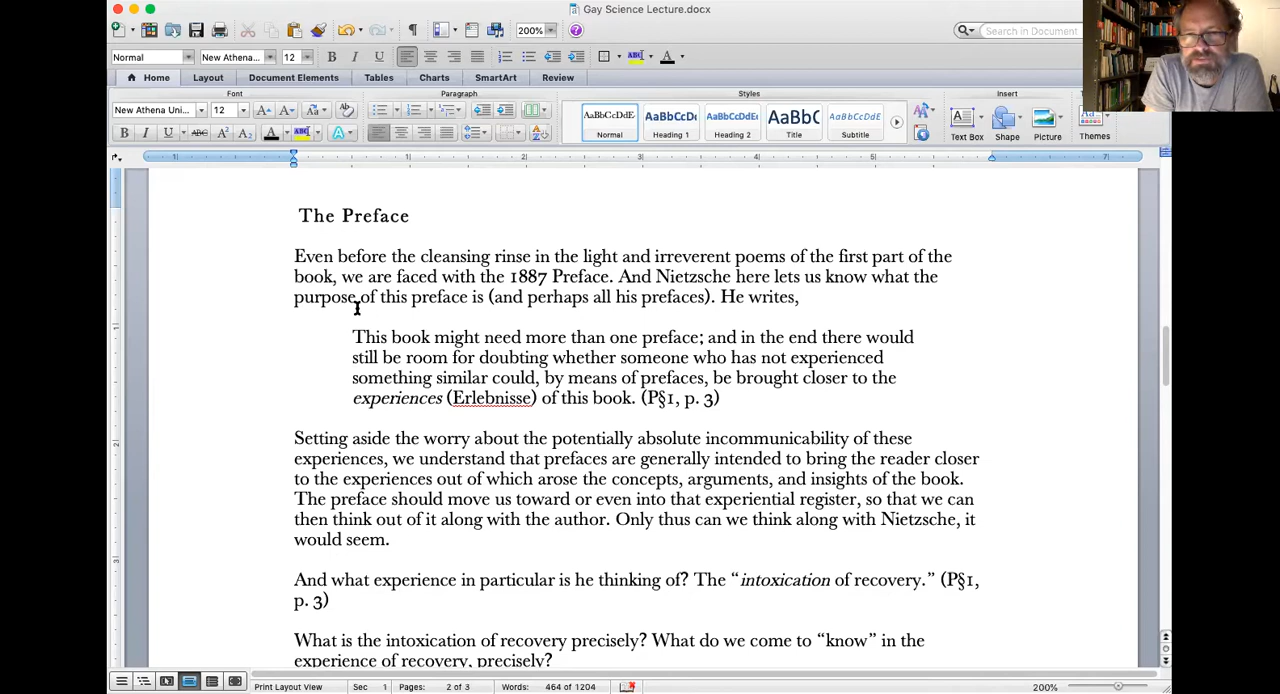 Gay Science Lecture.docx
200%
Search in Document
Normal
New Athena...
12
Home
Layout
Document Elements
Tables
Charts
SmartArt
Review
Font
Paragraph
Styles
Insert
New Athena Uni...
12
AaBbCcDdE
Normal
AaBbCcDc
Heading 1
AaBbCcDdEe
Heading 2
AaBbC
Title
AaBbCcDdEe
Subtitle
Text Box
Shape
Picture
Themes
The Preface
Even before the cleansing rinse in the light and irreverent poems of the first part of the
book, we are faced with the 1887 Preface. And Nietzsche here lets us know what the
purpose of this preface is (and perhaps all his prefaces). He writes,
This book might need more than one preface; and in the end there would
still be room for doubting whether someone who has not experienced
something similar could, by means of prefaces, be brought closer to the
experiences (Erlebnisse) of this book. (P§1, p. 3)
Setting aside the worry about the potentially absolute incommunicability of these
experiences, we understand that prefaces are generally intended to bring the reader closer
to the experiences out of which arose the concepts, arguments, and insights of the book.
The preface should move us toward or even into that experiential register, so that we can
then think out of it along with the author. Only thus can we think along with Nietzsche, it
would seem.
And what experience in particular is he thinking of? The “intoxication of recovery.” (P§1,
p. 3)
What is the intoxication of recovery precisely? What do we come to “know” in the
experience of recovery, precisely?
Print Layout View
Sec 1
Pages: 2 of 3
Words: 464 of 1204
200%